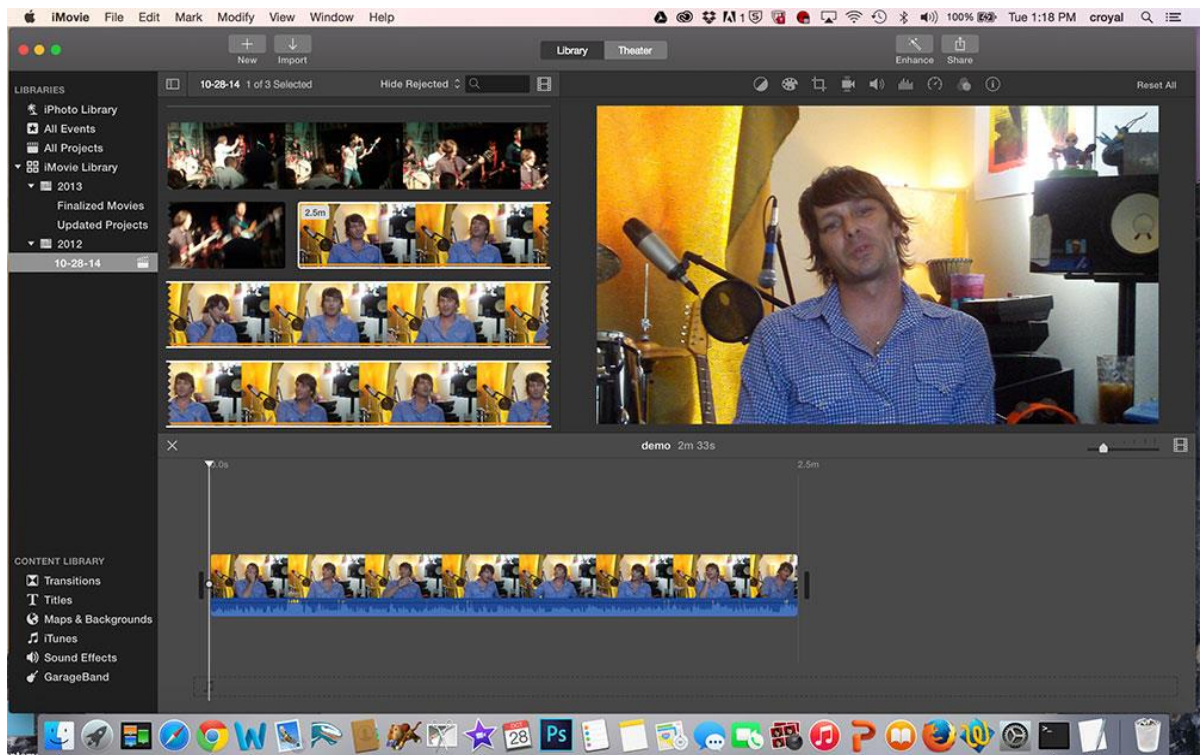 iMovie File Edit Mark Modify View Window Help 1 5 100% Tue 1:18 PM croyal
New Import Library Theater Enhance Share
LIBRARIES
10-28-14 1 of 3 Selected Hide Rejected Reset All
iPhoto Library
All Events
All Projects
iMovie Library
2013
Finalized Movies
Updated Projects
2012
10-28-14
2.5m
demo 2m 33s
0.0s 2.5m
CONTENT LIBRARY
Transitions
T Titles
Maps & Backgrounds
iTunes
Sound Effects
GarageBand
OCT
28
Ps